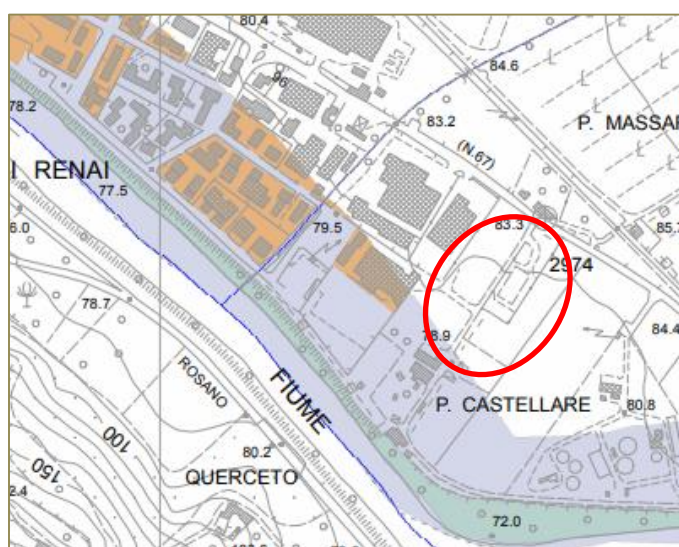 80.4
84.6
78.2
96
83.2
P. MASSAR
(N.67)
I RENAI
77.5
79.5
83.3
6.0
2974
85.7
78.7
78.9
84.4
ROSANO
FIUME
P. CASTELLARE
80.8
100
80.2
150
QUERCETO
2.4
72.0